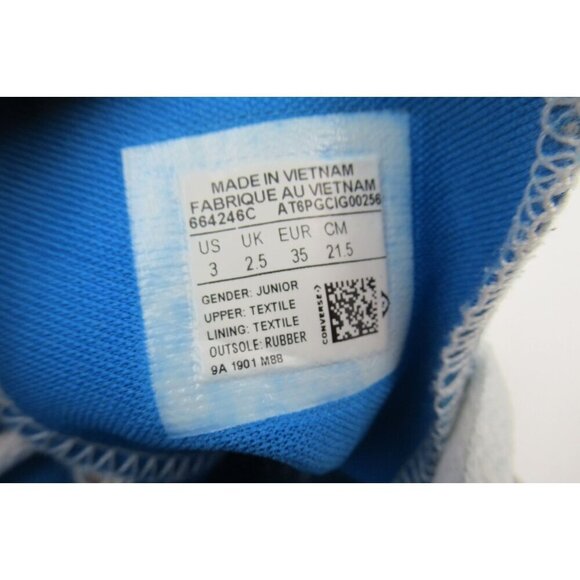 MADE IN VIETNAM
FABRIQUE AU VIETNAM
664246C AT6PGCIG00256
US UK EUR CM
3 2.5 35 21.5
GENDER: JUNIOR
UPPER: TEXTILE
LINING: TEXTILE
OUTSOLE: RUBBER
9A 1901 M88
CONVERSE